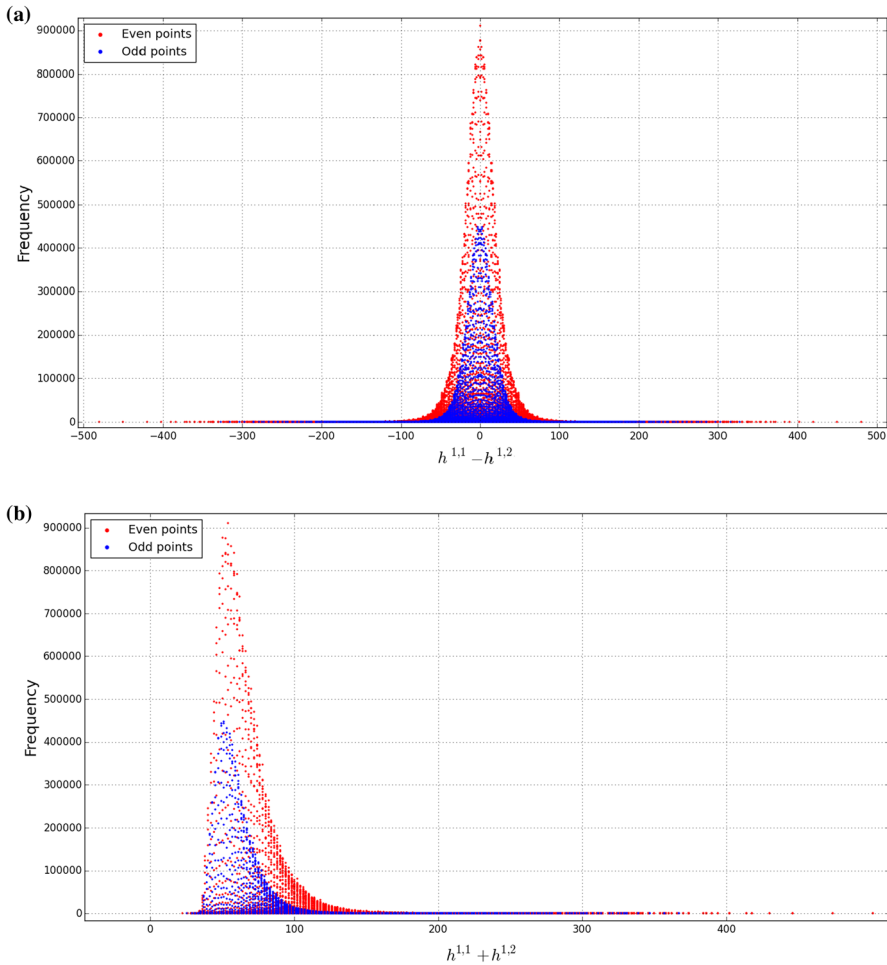 (a)
Even points
Odd points
900000
800000
700000
600000
500000
400000
300000
200000
100000
0
Frequency
−500 −400 −300 −200 −100 0 100 200 300 400 500
h^{1,1} − h^{1,2}
(b)
Even points
Odd points
900000
800000
700000
600000
500000
400000
300000
200000
100000
0
Frequency
0 100 200 300 400
h^{1,1} + h^{1,2}